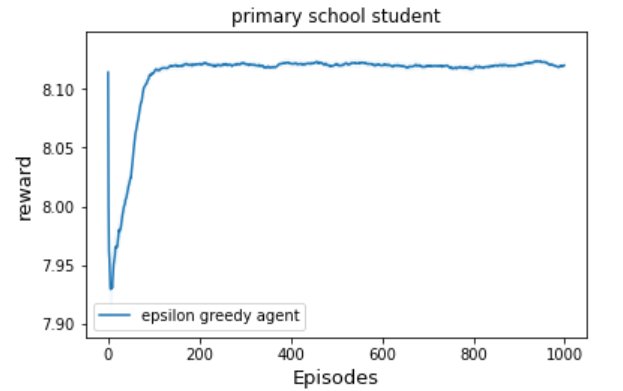 primary school student
8.10
8.05
8.00
7.95
7.90
reward
epsilon greedy agent
0 200 400 600 800 1000
Episodes